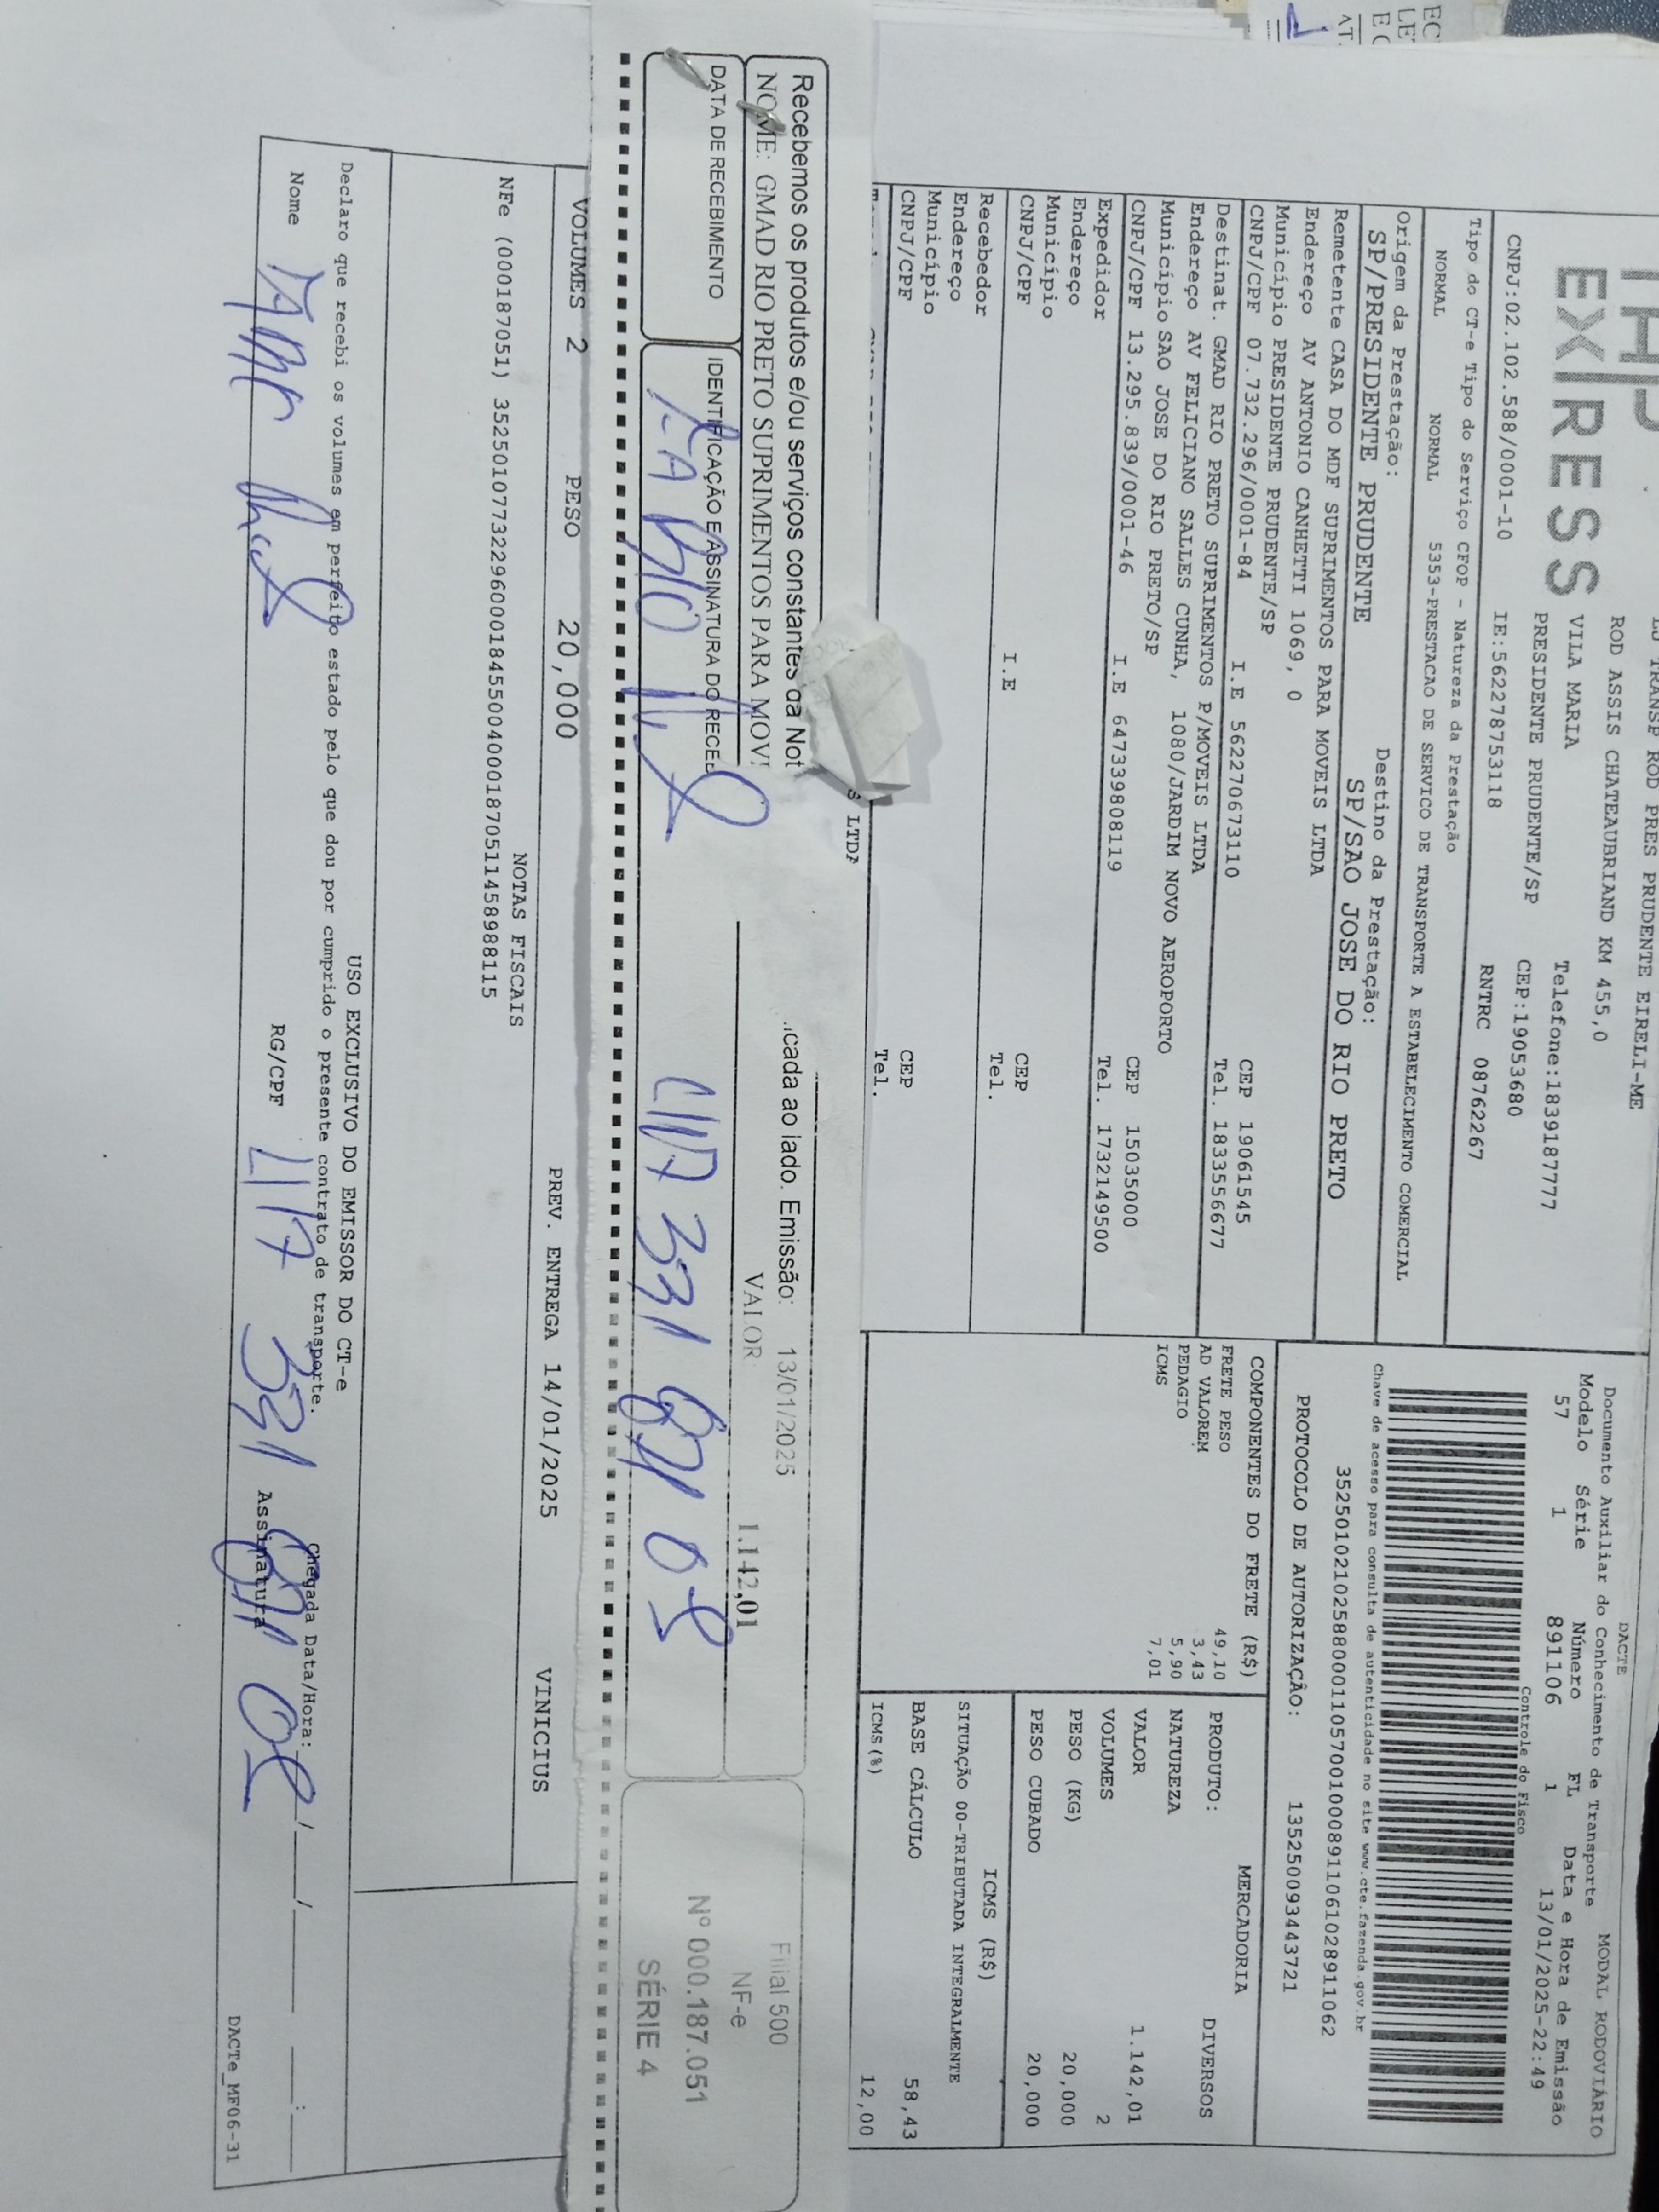 THP
EXPRESS
LJ TRANSP ROD PRES PRUDENTE EIRELI-ME
ROD ASSIS CHATEAUBRIAND KM 455,0
VILA MARIA Telefone:1839187777
PRESIDENTE PRUDENTE/SP CEP:19053680
CNPJ:02.102.588/0001-10 IE:562278753118 RNTRC 08762267
Tipo do CT-e Tipo do Serviço CFOP - Natureza da Prestação
NORMAL NORMAL 5353-PRESTACAO DE SERVICO DE TRANSPORTE A ESTABELECIMENTO COMERCIAL
Origem da Prestação: Destino da Prestação:
SP/PRESIDENTE PRUDENTE SP/SAO JOSE DO RIO PRETO
Remetente CASA DO MDF SUPRIMENTOS PARA MOVEIS LTDA
Endereço AV ANTONIO CANHETTI 1069, 0
Município PRESIDENTE PRUDENTE/SP CEP 19061545
CNPJ/CPF 07.732.296/0001-84 I.E 562270673110 Tel. 1833556677
Destinat. GMAD RIO PRETO SUPRIMENTOS P/MOVEIS LTDA
Endereço AV FELICIANO SALLES CUNHA, 1080/JARDIM NOVO AEROPORTO
Município SAO JOSE DO RIO PRETO/SP CEP 15035000
CNPJ/CPF 13.295.839/0001-46 I.E 647339808119 Tel. 1732149500
Expedidor
Endereço
Município CEP
CNPJ/CPF I.E Tel.
Recebedor
Endereço
Município CEP
CNPJ/CPF Tel.
S LTDA
DACTE
Documento Auxiliar do Conhecimento de Transporte
MODAL RODOVIÁRIO
Modelo Série Número FL Data e Hora de Emissão
57 1 891106 1 13/01/2025-22:49
Controle do Fisco
Chave de acesso para consulta de autenticidade no site www.cte.fazenda.gov.br
35250102102588000110570010008911061028911062
PROTOCOLO DE AUTORIZAÇÃO: 135250093443721
COMPONENTES DO FRETE (R$)
FRETE PESO 49,10
AD VALOREM 3,43
PEDAGIO 5,90
ICMS 7,01
MERCADORIA
PRODUTO: DIVERSOS
NATUREZA
VALOR 1.142,01
VOLUMES 2
PESO (KG) 20,000
PESO CUBADO 20,000
ICMS (R$)
SITUAÇÃO 00-TRIBUTADA INTEGRALMENTE
BASE CÁLCULO 58,43
ICMS(%) 12,00
Recebemos os produtos e/ou serviços constantes da Not
cada ao lado. Emissão: 13/01/2025
NOME: GMAD RIO PRETO SUPRIMENTOS PARA MOV
VALOR 1.142,01
DATA DE RECEBIMENTO
IDENTIFICAÇÃO E ASSINATURA DO RECE
Filial 500
NF-e
Nº 000.187.051
SÉRIE 4
VOLUMES 2 PESO 20,000 PREV. ENTREGA 14/01/2025 VINICIUS
NOTAS FISCAIS
NFe (000187051) 35250107732296000184550040001870511458988115
USO EXCLUSIVO DO EMISSOR DO CT-e
Declaro que recebi os volumes em perfeito estado pelo que dou por cumprido o presente contrato de transporte.
Chegada Data/Hora:
Nome RG/CPF Assinatura
DACTe_MF06-31